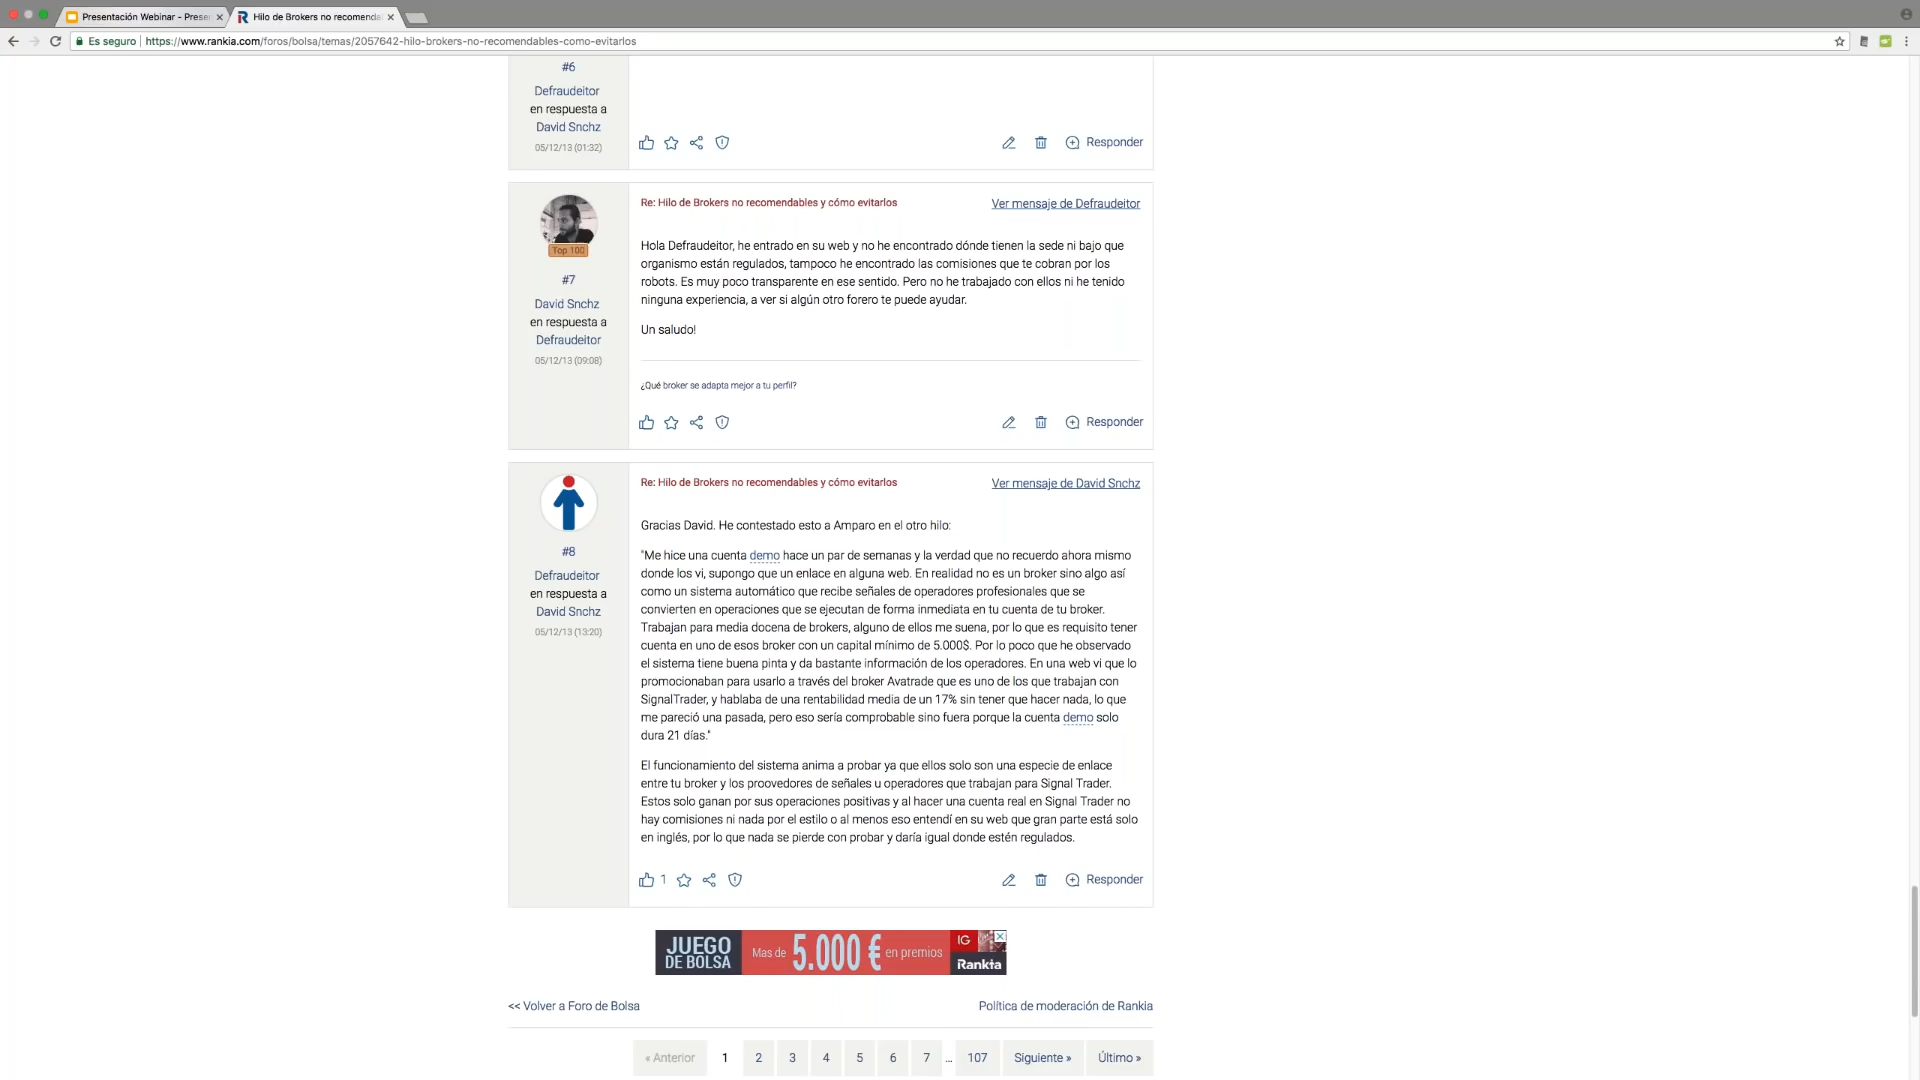 Presentación Webinar - Presen
Hilo de Brokers no recomenda
Es seguro
https://www.rankia.com/foros/bolsa/temas/2057642-hilo-brokers-no-recomendables-como-evitarlos
#6
Defraudeitor
en respuesta a
David Snchz
05/12/13 (01:32)
Responder
Top 100
#7
David Snchz
en respuesta a
Defraudeitor
05/12/13 (09:08)
Re: Hilo de Brokers no recomendables y cómo evitarlos
Ver mensaje de Defraudeitor
Hola Defraudeitor, he entrado en su web y no he encontrado dónde tienen la sede ni bajo que
organismo están regulados, tampoco he encontrado las comisiones que te cobran por los
robots. Es muy poco transparente en ese sentido. Pero no he trabajado con ellos ni he tenido
ninguna experiencia, a ver si algún otro forero te puede ayudar.
Un saludo!
¿Qué broker se adapta mejor a tu perfil?
Responder
#8
Defraudeitor
en respuesta a
David Snchz
05/12/13 (13:20)
Re: Hilo de Brokers no recomendables y cómo evitarlos
Ver mensaje de David Snchz
Gracias David. He contestado esto a Amparo en el otro hilo:
"Me hice una cuenta demo hace un par de semanas y la verdad que no recuerdo ahora mismo
donde los vi, supongo que un enlace en alguna web. En realidad no es un broker sino algo así
como un sistema automático que recibe señales de operadores profesionales que se
convierten en operaciones que se ejecutan de forma inmediata en tu cuenta de tu broker.
Trabajan para media docena de brokers, alguno de ellos me suena, por lo que es requisito tener
cuenta en uno de esos broker con un capital mínimo de 5.000$. Por lo poco que he observado
el sistema tiene buena pinta y da bastante información de los operadores. En una web vi que lo
promocionaban para usarlo a través del broker Avatrade que es uno de los que trabajan con
SignalTrader, y hablaba de una rentabilidad media de un 17% sin tener que hacer nada, lo que
me pareció una pasada, pero eso sería comprobable sino fuera porque la cuenta demo solo
dura 21 días."
El funcionamiento del sistema anima a probar ya que ellos solo son una especie de enlace
entre tu broker y los proovedores de señales u operadores que trabajan para Signal Trader.
Estos solo ganan por sus operaciones positivas y al hacer una cuenta real en Signal Trader no
hay comisiones ni nada por el estilo o al menos eso entendí en su web que gran parte está solo
en inglés, por lo que nada se pierde con probar y daría igual donde estén regulados.
1
Responder
JUEGO
DE BOLSA
Mas de 5.000 € en premios
IG
Rankia
<< Volver a Foro de Bolsa
Política de moderación de Rankia
« Anterior 1 2 3 4 5 6 7 ... 107 Siguiente » Último »